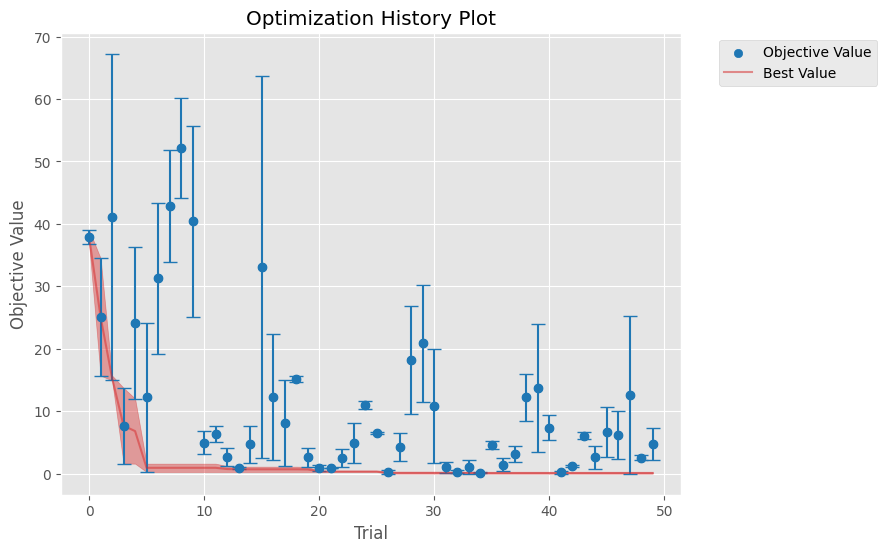 Optimization History Plot
Objective Value
Best Value
70
60
50
40
30
20
10
0
Objective Value
0 10 20 30 40 50
Trial